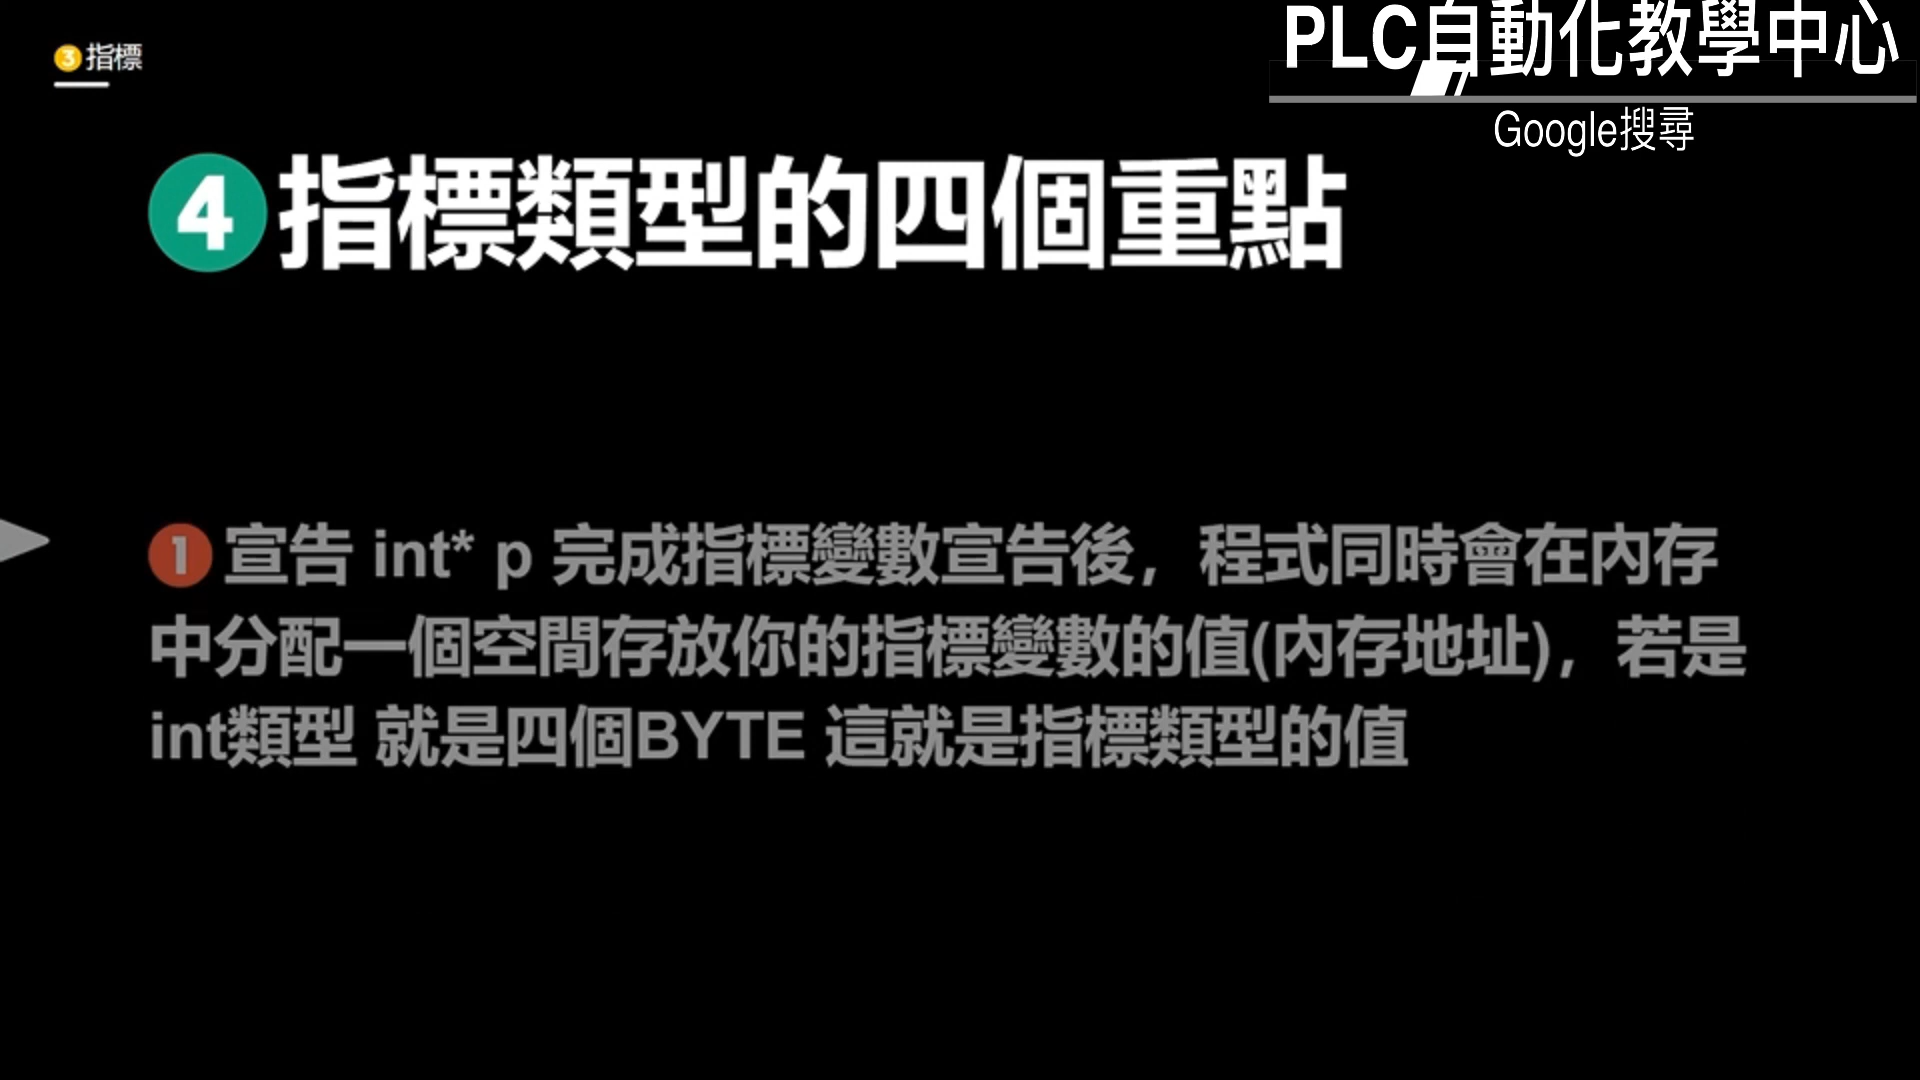 3指標
PLC自動化教學中心
Google搜尋
4指標類型的四個重點
1宣告 int* p 完成指標變數宣告後，程式同時會在內存
中分配一個空間存放你的指標變數的值(內存地址)，若是
int類型 就是四個BYTE 這就是指標類型的值